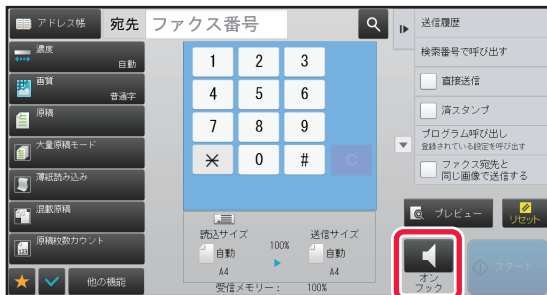 アドレス帳
宛先
ファクス番号
濃度
自動
画質
普通字
原稿
大量原稿モード
薄紙読み込み
混載原稿
原稿枚数カウント
他の機能
1 2 3
4 5 6
7 8 9
＊ 0 # C
読込サイズ
自動
A4
100%
送信サイズ
自動
A4
受信メモリー： 100%
送信履歴
検索番号で呼び出す
直接送信
済スタンプ
プログラム呼び出し
登録されている設定を呼び出す
ファクス宛先と
同じ画像で送信する
プレビュー
リセット
オン
フック
スタート